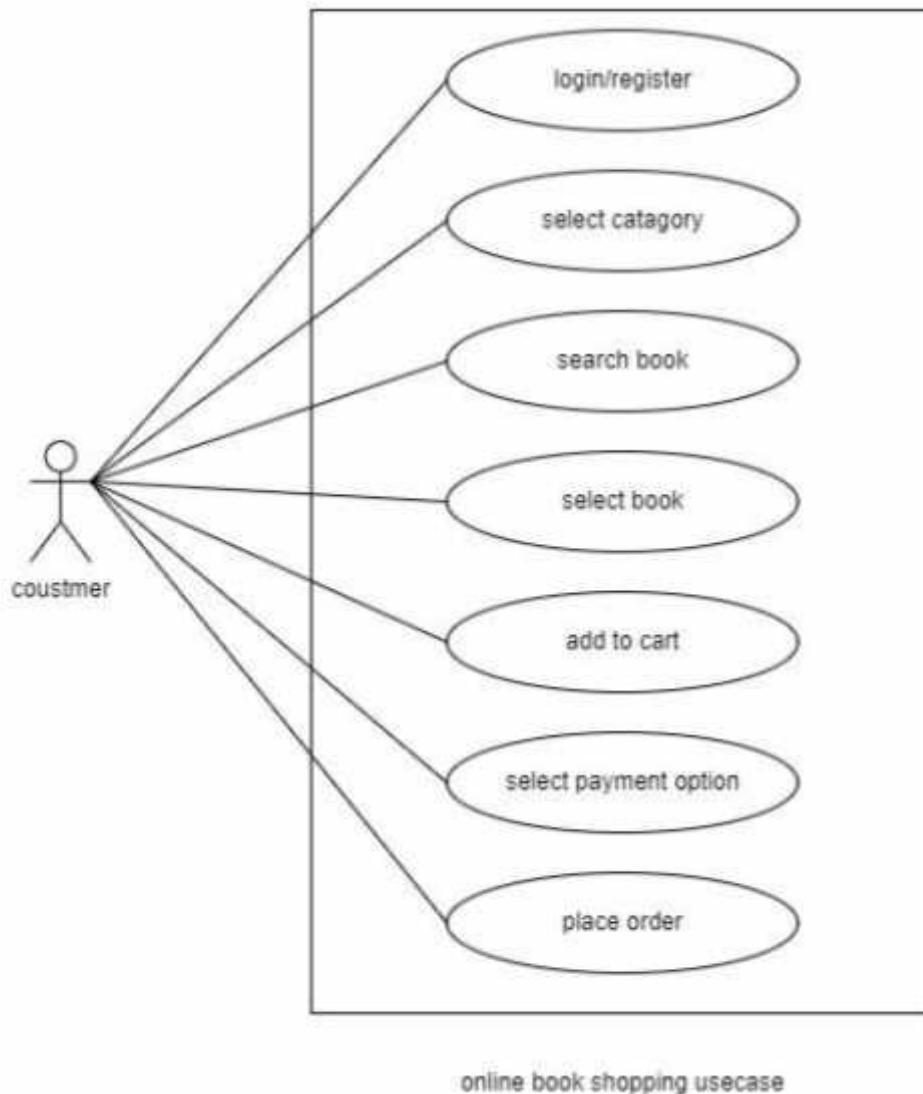 login/register
select catagory
search book
select book
coustmer
add to cart
select payment option
place order
online book shopping usecase